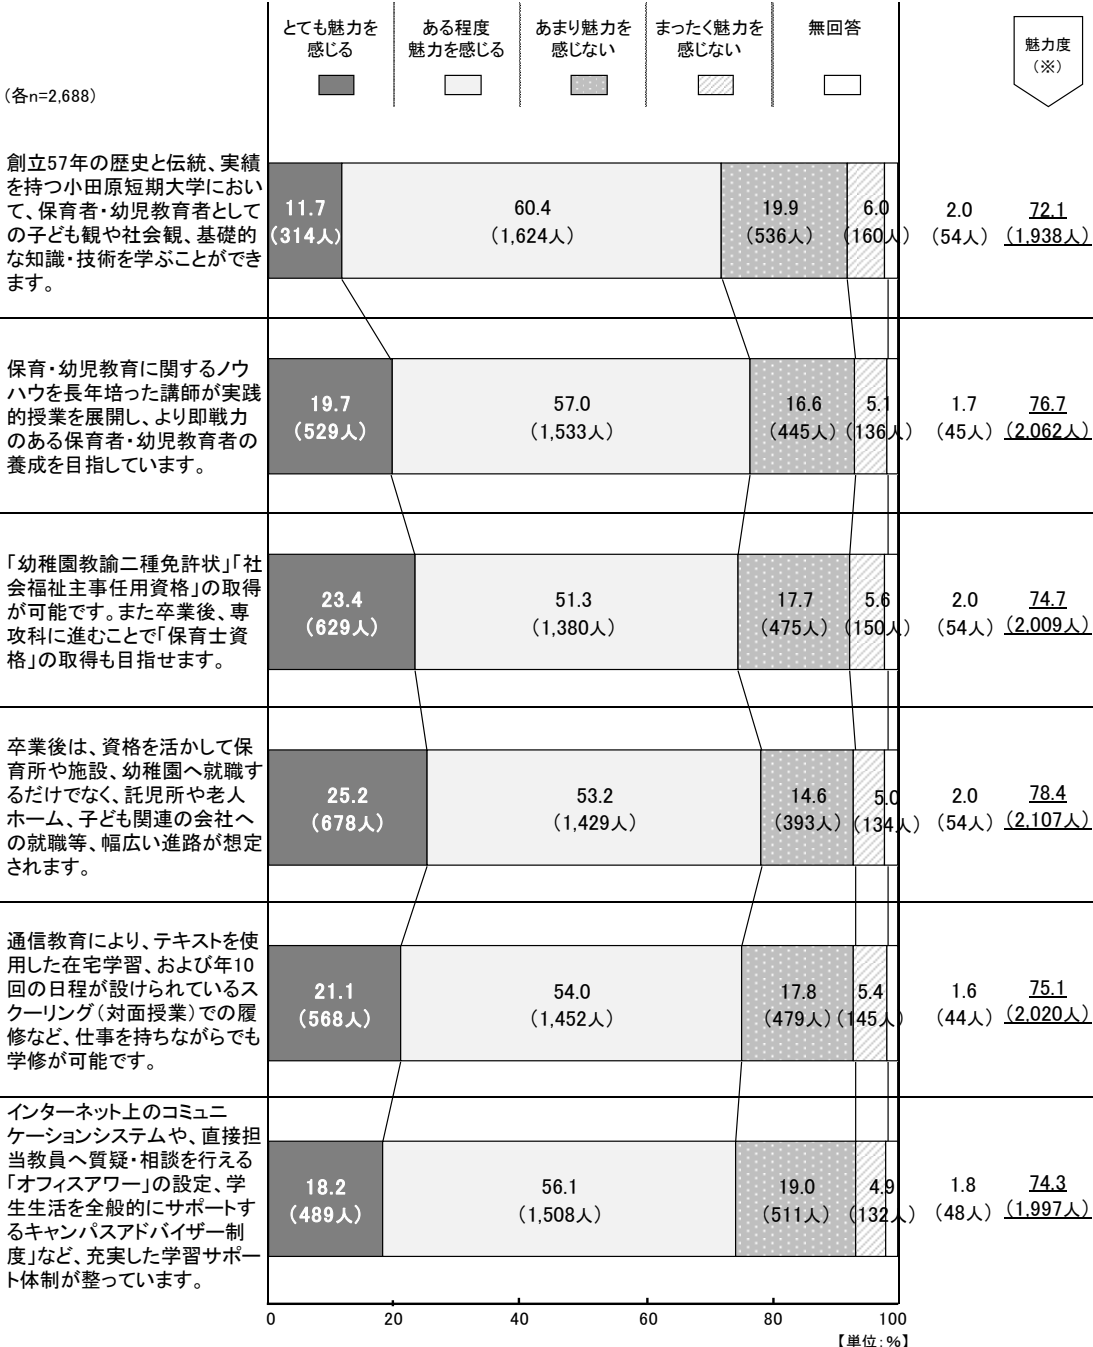 とても魅力を
感じる
ある程度
魅力を感じる
あまり魅力を
感じない
まったく魅力を
感じない
無回答
魅力度
(※)
(各n=2,688)
創立57年の歴史と伝統、実績
を持つ小田原短期大学におい
て、保育者・幼児教育者として
の子ども観や社会観、基礎的
な知識・技術を学ぶことができ
ます。
11.7 60.4 19.9 6.0 2.0 72.1
(314人) (1,624人) (536人) (160人) (54人) (1,938人)
保育・幼児教育に関するノウ
ハウを長年培った講師が実践
的授業を展開し、より即戦力
のある保育者・幼児教育者の
養成を目指しています。
19.7 57.0 16.6 5.1 1.7 76.7
(529人) (1,533人) (445人) (136人) (45人) (2,062人)
「幼稚園教諭二種免許状」「社
会福祉主事任用資格」の取得
が可能です。また卒業後、専
攻科に進むことで「保育士資
格」の取得も目指せます。
23.4 51.3 17.7 5.6 2.0 74.7
(629人) (1,380人) (475人) (150人) (54人) (2,009人)
卒業後は、資格を活かして保
育所や施設、幼稚園へ就職す
るだけでなく、託児所や老人
ホーム、子ども関連の会社へ
の就職等、幅広い進路が想定
されます。
25.2 53.2 14.6 5.0 2.0 78.4
(678人) (1,429人) (393人) (134人) (54人) (2,107人)
通信教育により、テキストを使
用した在宅学習、および年10
回の日程が設けられているス
クーリング(対面授業)での履
修など、仕事を持ちながらでも
学修が可能です。
21.1 54.0 17.8 5.4 1.6 75.1
(568人) (1,452人) (479人) (145人) (44人) (2,020人)
インターネット上のコミュニ
ケーションシステムや、直接担
当教員へ質疑・相談を行える
「オフィスアワー」の設定、学
生生活を全般的にサポートす
るキャンパスアドバイザー制
度」など、充実した学習サポー
ト体制が整っています。
18.2 56.1 19.0 4.9 1.8 74.3
(489人) (1,508人) (511人) (132人) (48人) (1,997人)
0 20 40 60 80 100
【単位:%】